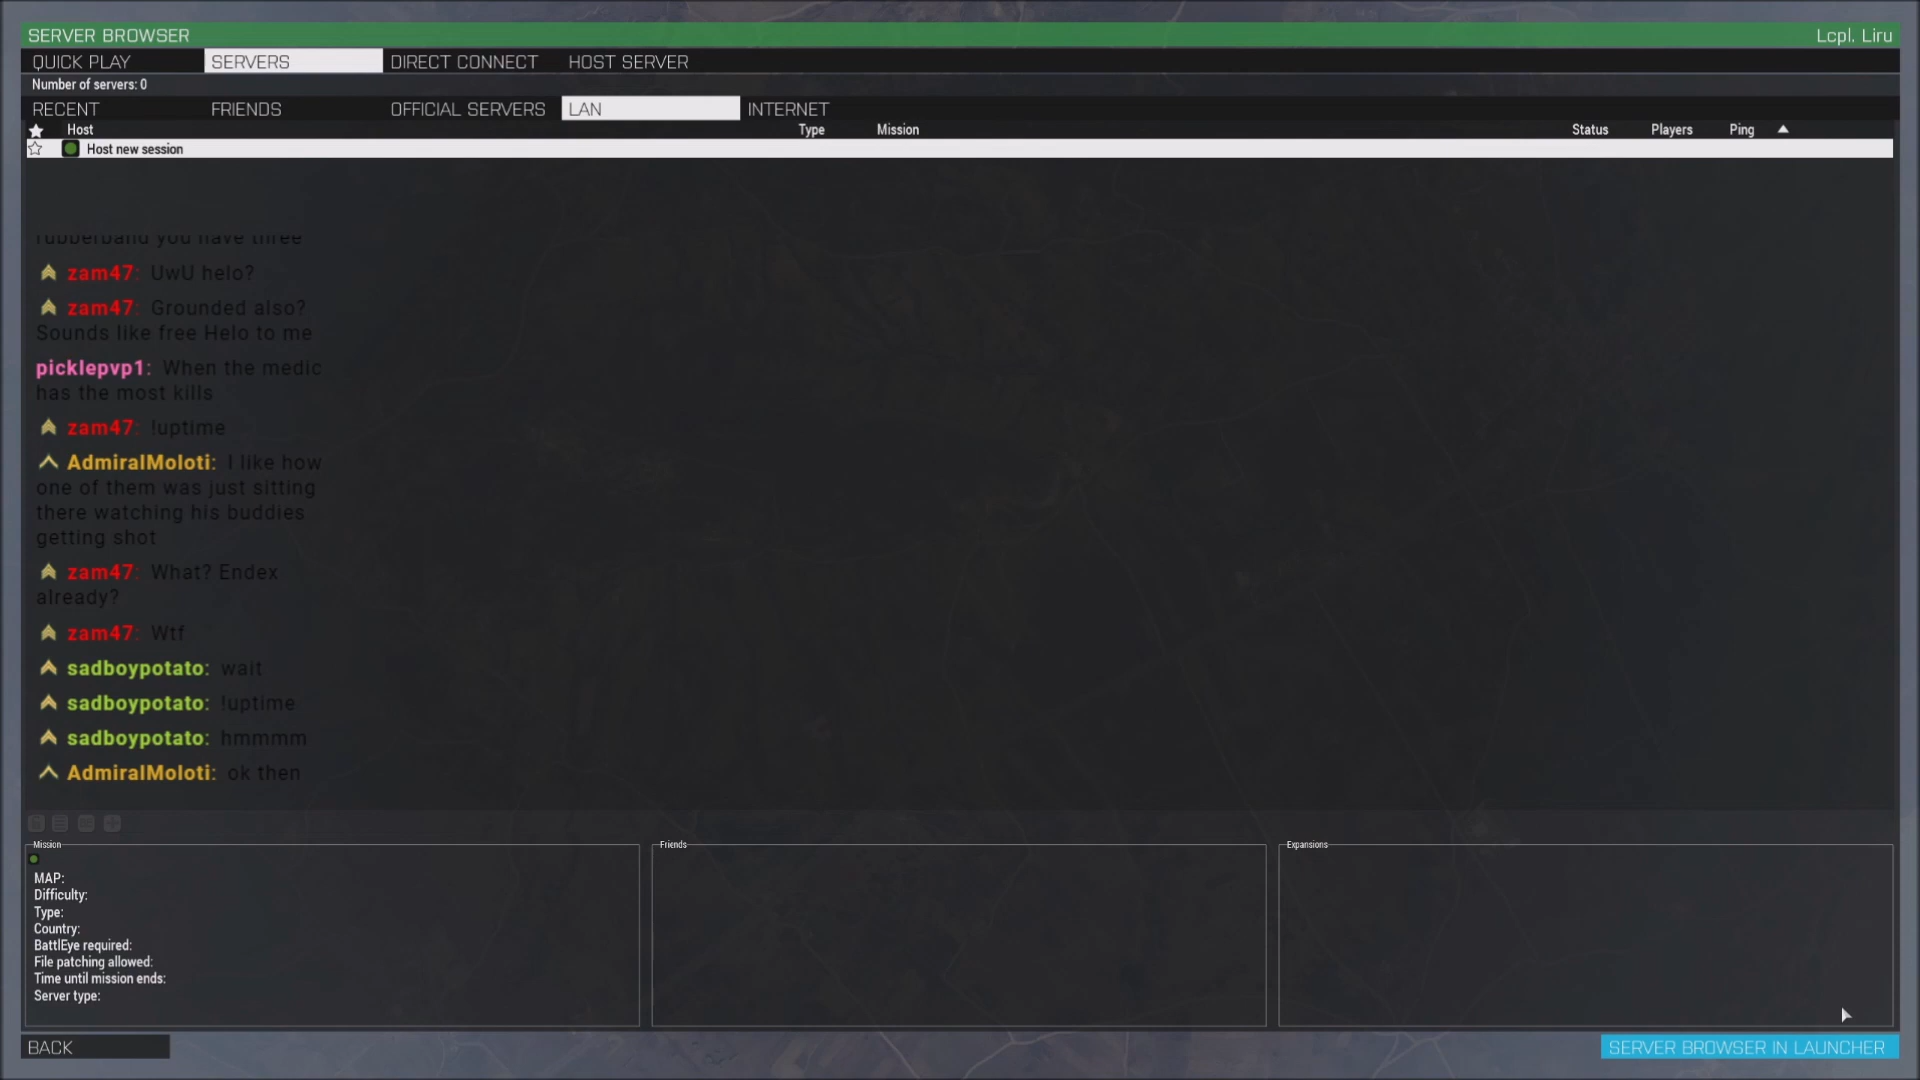 SERVER BROWSER
Lcpl. Liru
QUICK PLAY
SERVERS
DIRECT CONNECT
HOST SERVER
Number of servers: 0
RECENT
FRIENDS
OFFICIAL SERVERS
LAN
INTERNET
Host
Type
Mission
Status
Players
Ping
Host new session
rubberband you have three
zam47: UwU helo?
zam47: Grounded also?
Sounds like free Helo to me
picklepvp1: When the medic
has the most kills
zam47: !uptime
AdmiralMoloti: I like how
one of them was just sitting
there watching his buddies
getting shot
zam47: What? Endex
already?
zam47: Wtf
sadboypotato: wait
sadboypotato: !uptime
sadboypotato: hmmmm
AdmiralMoloti: ok then
Mission
MAP:
Difficulty:
Type:
Country:
BattlEye required:
File patching allowed:
Time until mission ends:
Server type:
Friends
Expansions
BACK
SERVER BROWSER IN LAUNCHER